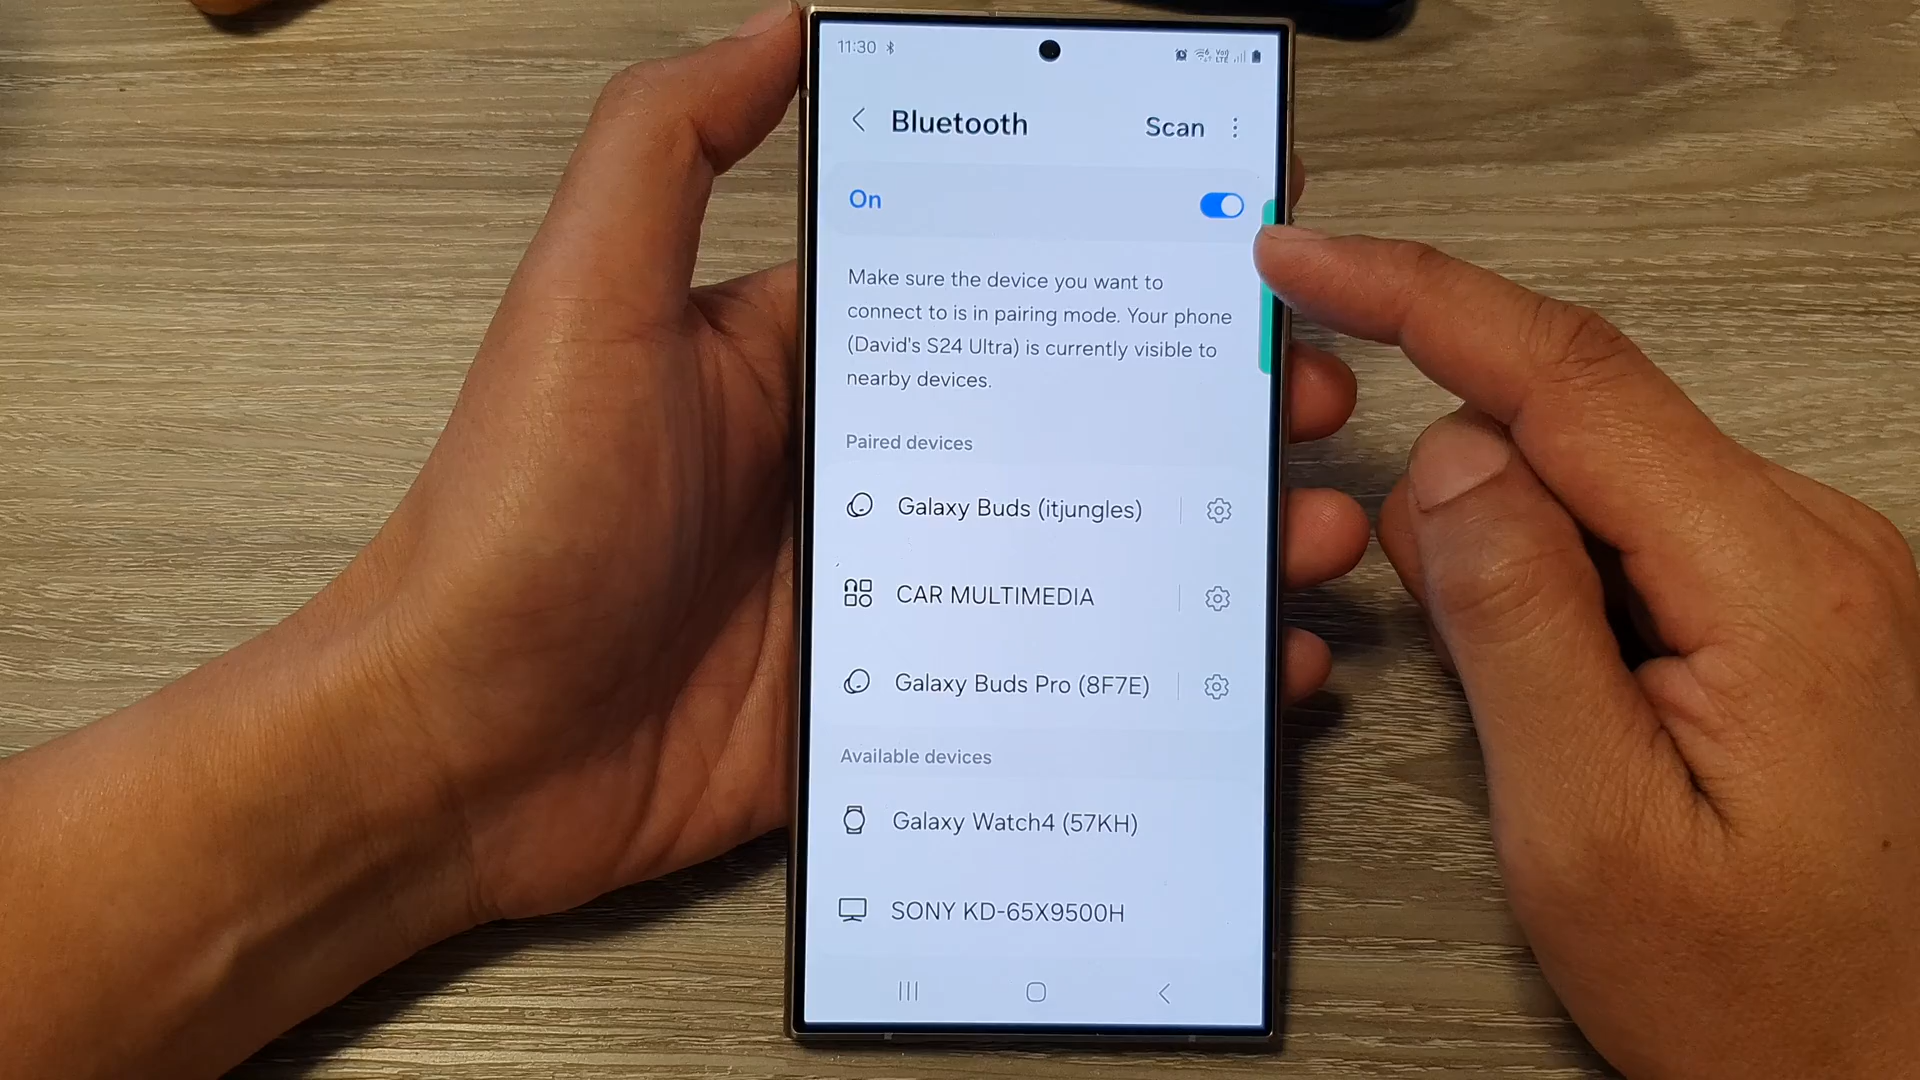 11:30
Vo))
LTE
Bluetooth
Scan
On
Make sure the device you want to
connect to is in pairing mode. Your phone
(David's S24 Ultra) is currently visible to
nearby devices.
Paired devices
Galaxy Buds (itjungles)
CAR MULTIMEDIA
Galaxy Buds Pro (8F7E)
Available devices
Galaxy Watch4 (57KH)
SONY KD-65X9500H